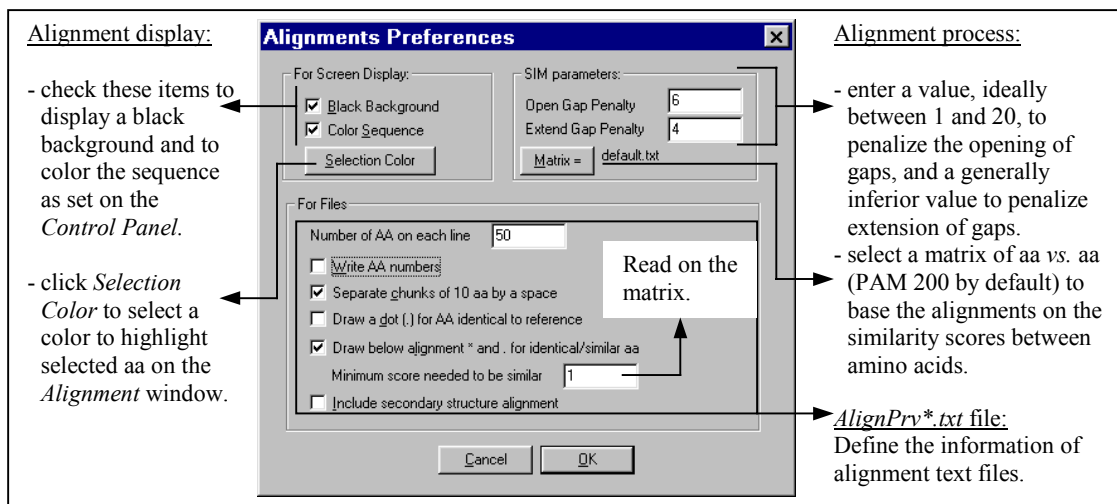 Alignment display:
- check these items to
display a black
background and to
color the sequence
as set on the
Control Panel.
- click Selection
Color to select a
color to highlight
selected aa on the
Alignment window.
Alignments Preferences
For Screen Display:
Black Background
Color Sequence
Selection Color
SIM parameters:
Open Gap Penalty 6
Extend Gap Penalty 4
Matrix = default.txt
For Files
Number of AA on each line 50
Write AA numbers
Separate chunks of 10 aa by a space
Draw a dot (.) for AA identical to reference
Draw below alignment * and . for identical/similar aa
Minimum score needed to be similar 1
Include secondary structure alignment
Read on the
matrix.
Cancel
OK
Alignment process:
- enter a value, ideally
between 1 and 20, to
penalize the opening of
gaps, and a generally
inferior value to penalize
extension of gaps.
- select a matrix of aa vs. aa
(PAM 200 by default) to
base the alignments on the
similarity scores between
amino acids.
AlignPrv*.txt file:
Define the information of
alignment text files.